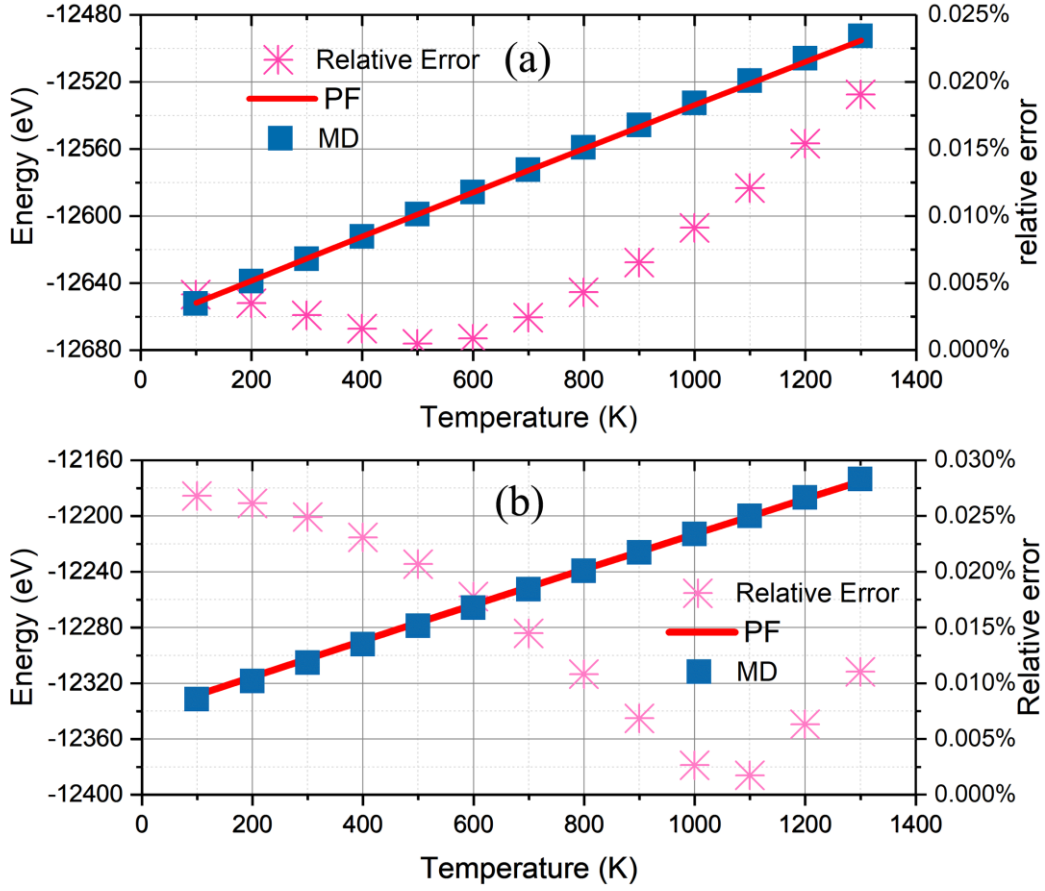 -12480
-12520
-12560
-12600
-12640
-12680
Energy (eV)
Relative Error
PF
MD
(a)
0.025%
0.020%
0.015%
0.010%
0.005%
0.000%
relative error
0 200 400 600 800 1000 1200 1400
Temperature (K)
-12160
-12200
-12240
-12280
-12320
-12360
-12400
Energy (eV)
(b)
Relative Error
PF
MD
0.030%
0.025%
0.020%
0.015%
0.010%
0.005%
0.000%
Relative error
0 200 400 600 800 1000 1200 1400
Temperature (K)